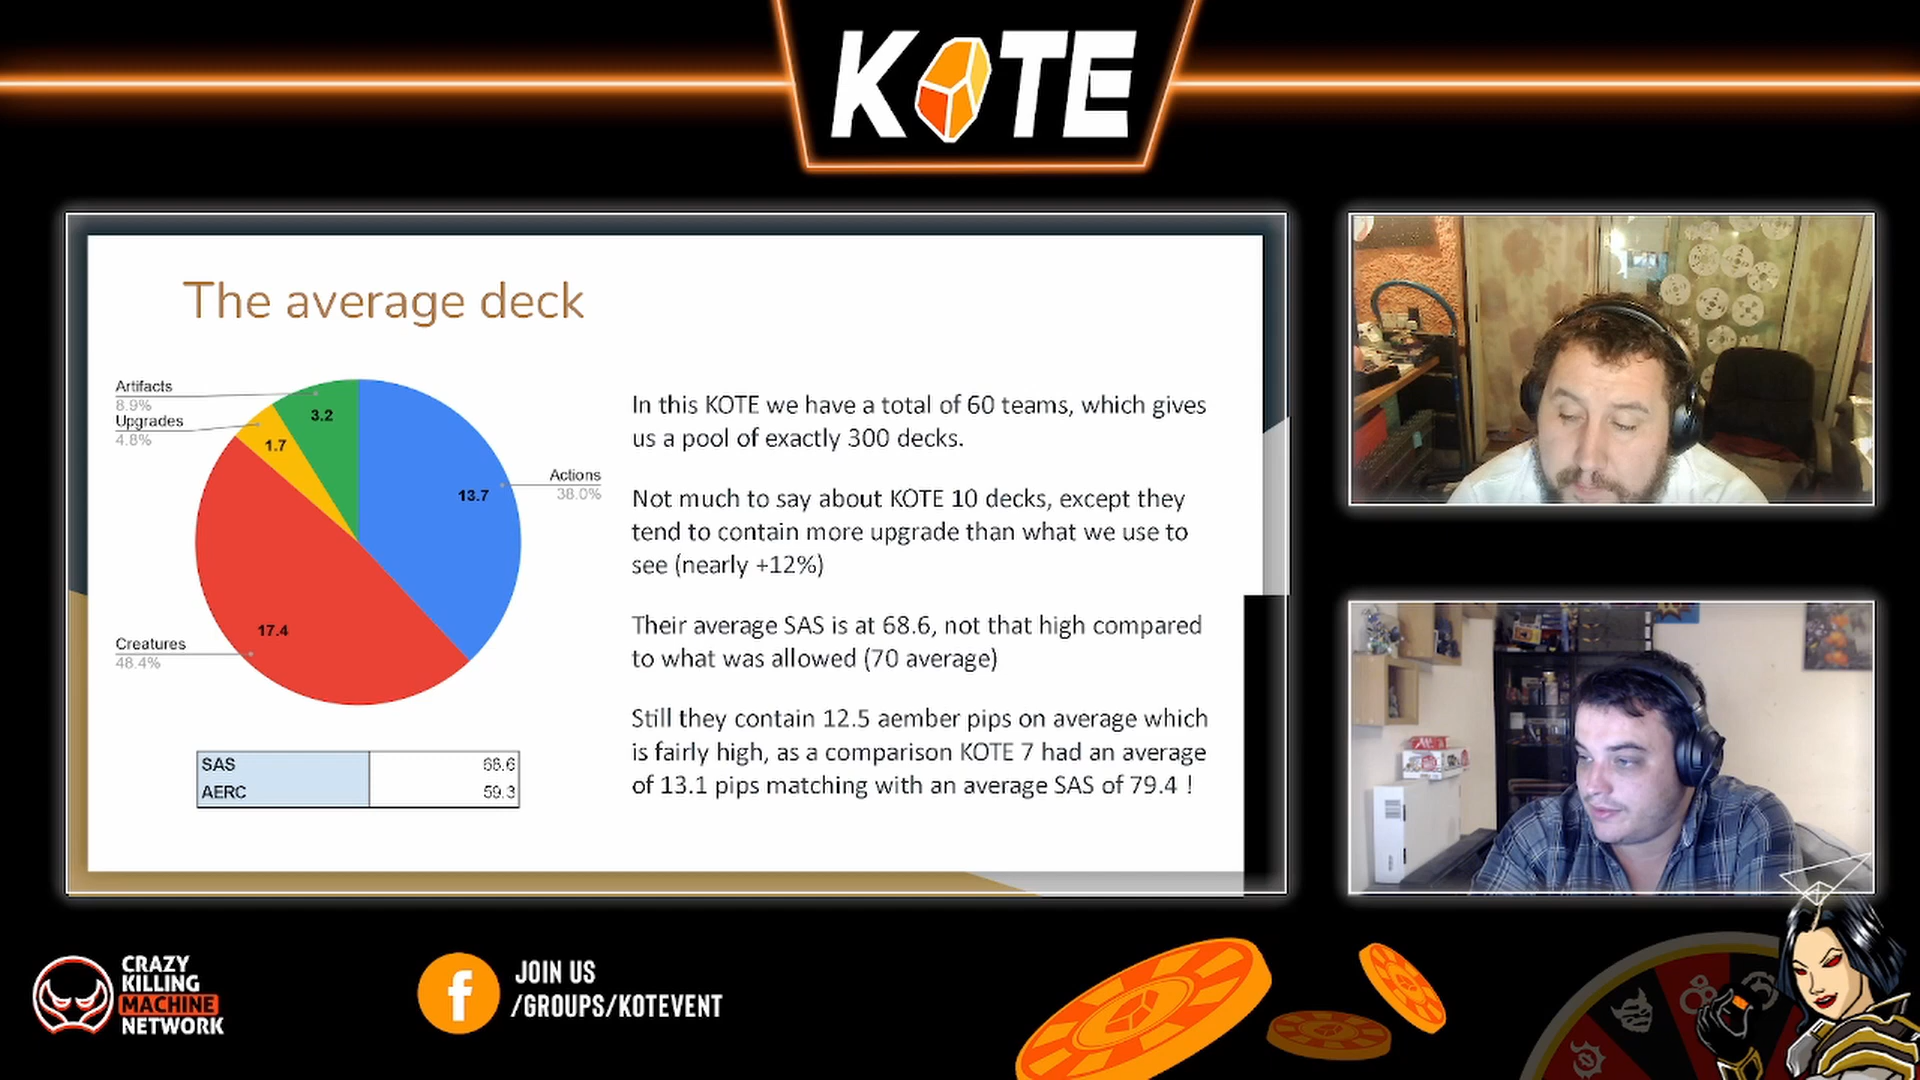 KOTE
The average deck
Artifacts
8.9%
Upgrades
4.8%
3.2
1.7
13.7
Actions
38.0%
17.4
Creatures
48.4%
SAS 68.6
AERC 59.3
In this KOTE we have a total of 60 teams, which gives
us a pool of exactly 300 decks.
Not much to say about KOTE 10 decks, except they
tend to contain more upgrade than what we use to
see (nearly +12%)
Their average SAS is at 68.6, not that high compared
to what was allowed (70 average)
Still they contain 12.5 aember pips on average which
is fairly high, as a comparison KOTE 7 had an average
of 13.1 pips matching with an average SAS of 79.4 !
CRAZY
KILLING
MACHINE
NETWORK
f
JOIN US
/GROUPS/KOTEVENT